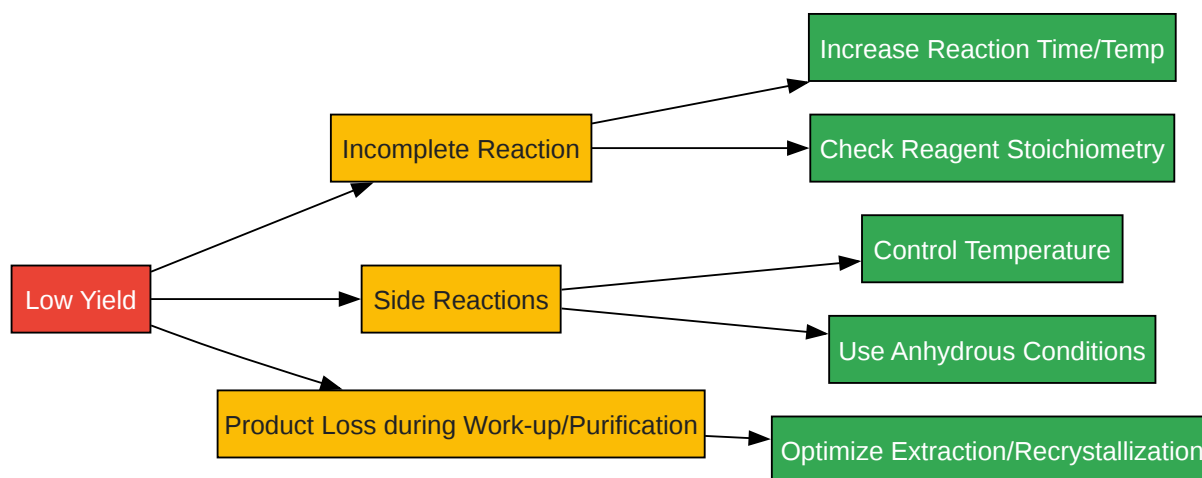 Low Yield
Incomplete Reaction
Side Reactions
Product Loss during Work-up/Purification
Increase Reaction Time/Temp
Check Reagent Stoichiometry
Control Temperature
Use Anhydrous Conditions
Optimize Extraction/Recrystallization